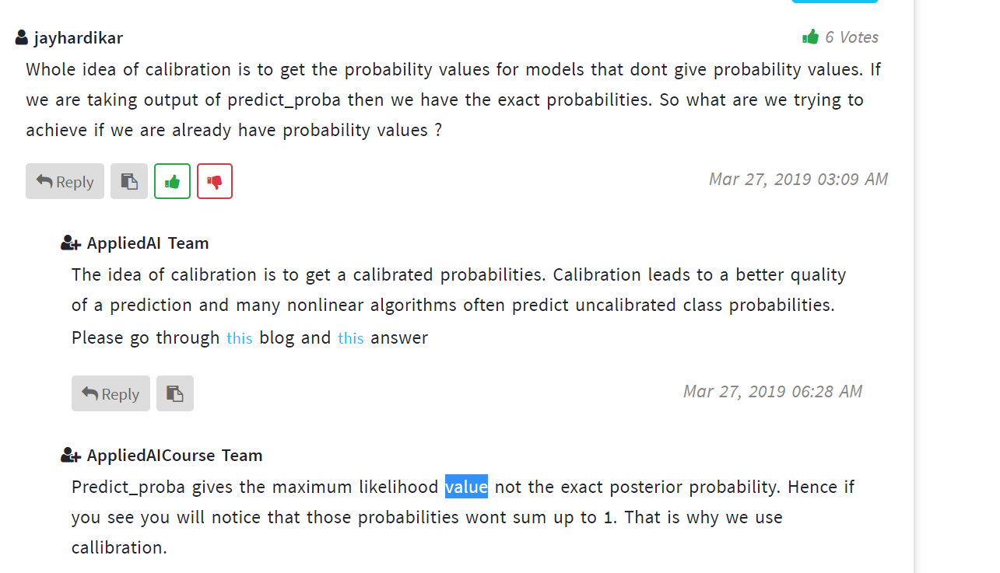 jayhardikar
6 Votes
Whole idea of calibration is to get the probability values for models that dont give probability values. If
we are taking output of predict_proba then we have the exact probabilities. So what are we trying to
achieve if we are already have probability values ?
Reply
Mar 27, 2019 03:09 AM
AppliedAI Team
The idea of calibration is to get a calibrated probabilities. Calibration leads to a better quality
of a prediction and many nonlinear algorithms often predict uncalibrated class probabilities.
Please go through this blog and this answer
Reply
Mar 27, 2019 06:28 AM
AppliedAICourse Team
Predict_proba gives the maximum likelihood value not the exact posterior probability. Hence if
you see you will notice that those probabilities wont sum up to 1. That is why we use
callibration.